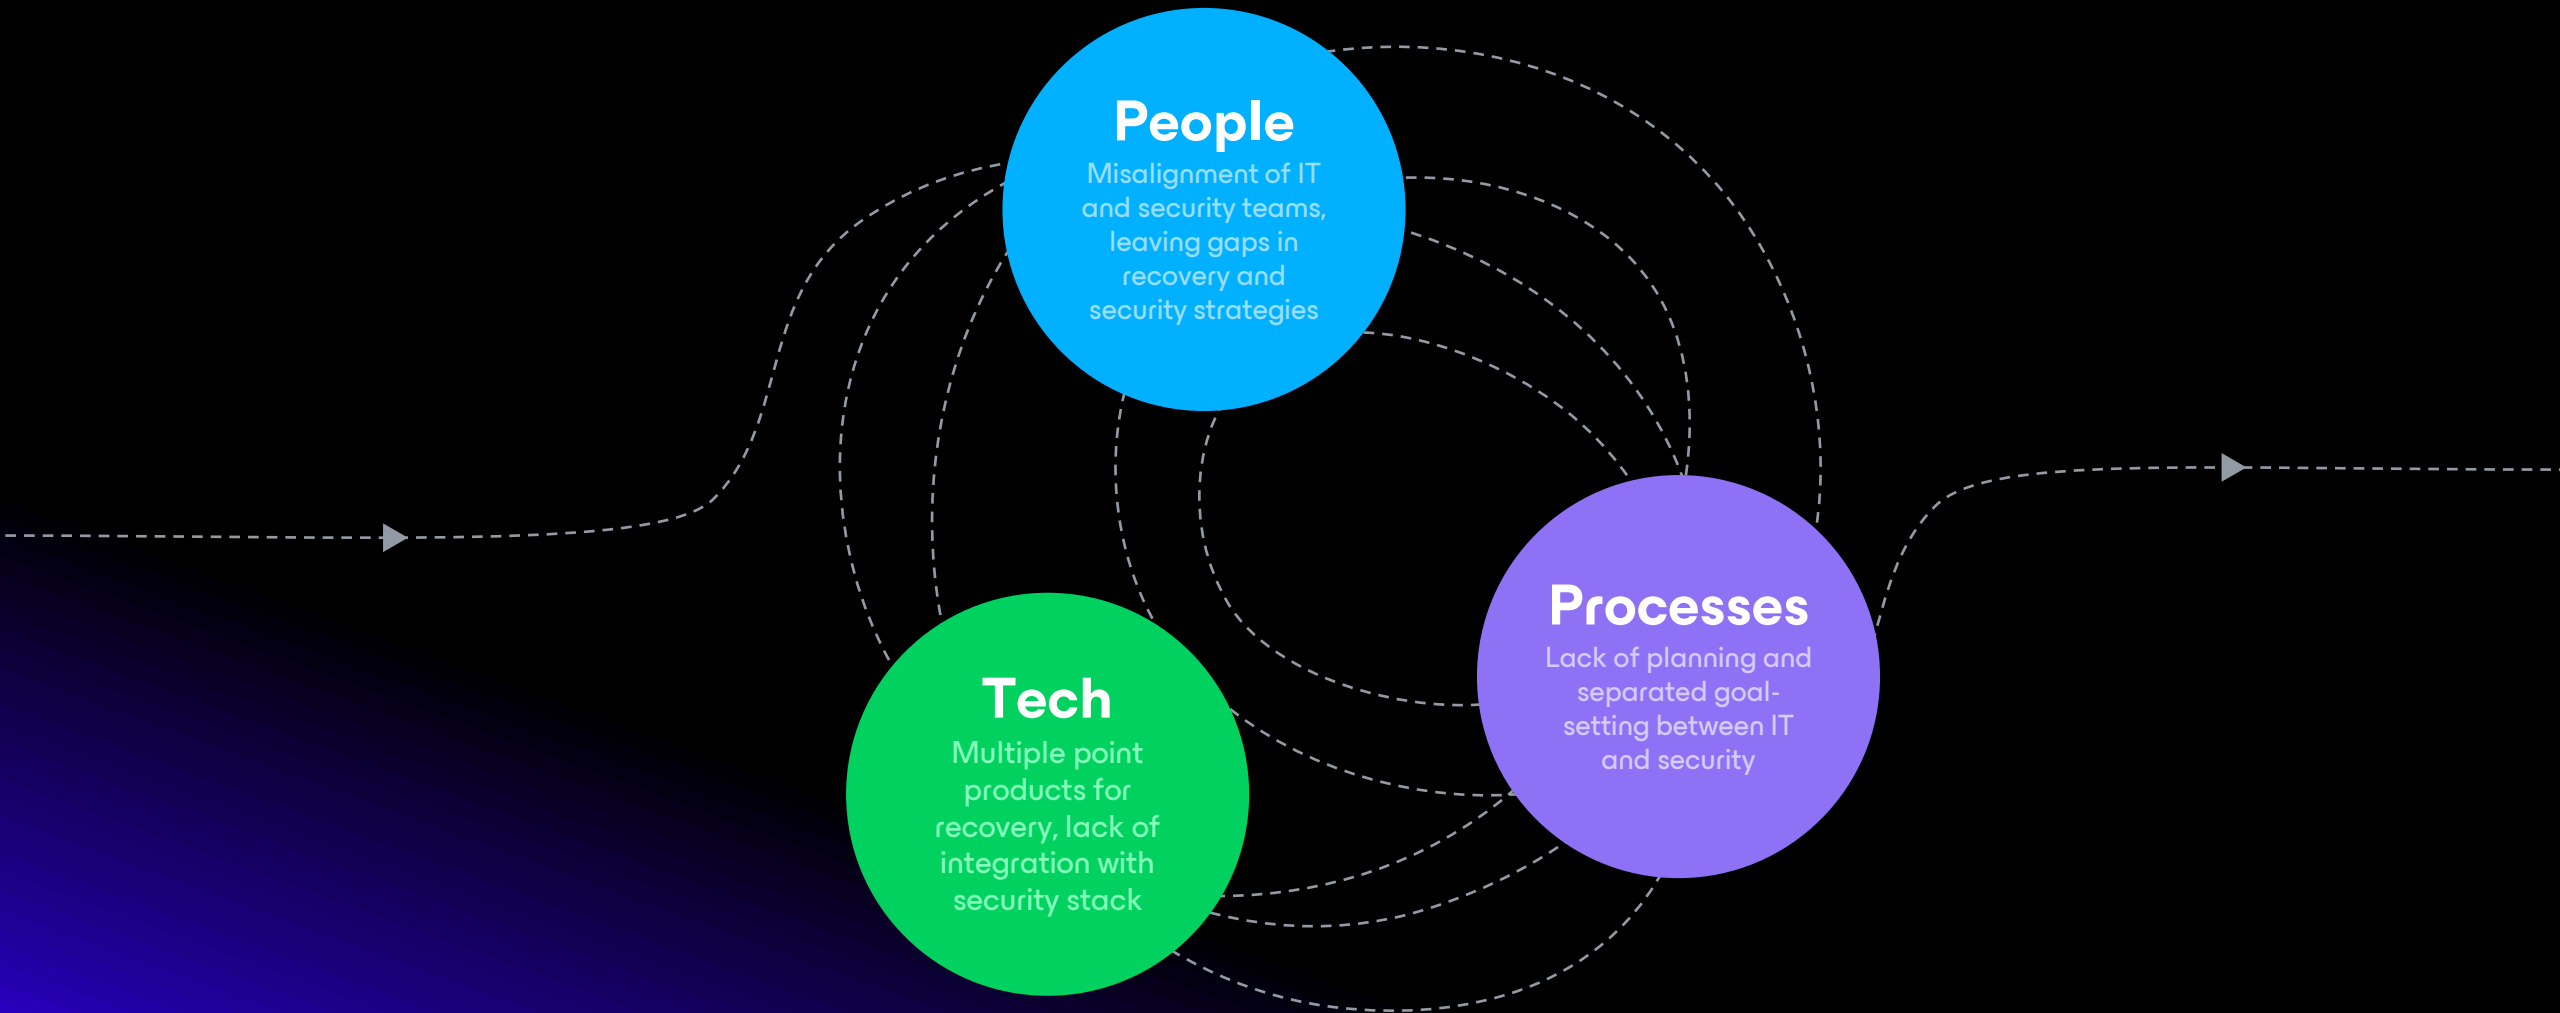 People
Misalignment of IT
and security teams,
leaving gaps in
recovery and
security strategies
Processes
Lack of planning and
separated goal-
setting between IT
and security
Tech
Multiple point
products for
recovery, lack of
integration with
security stack